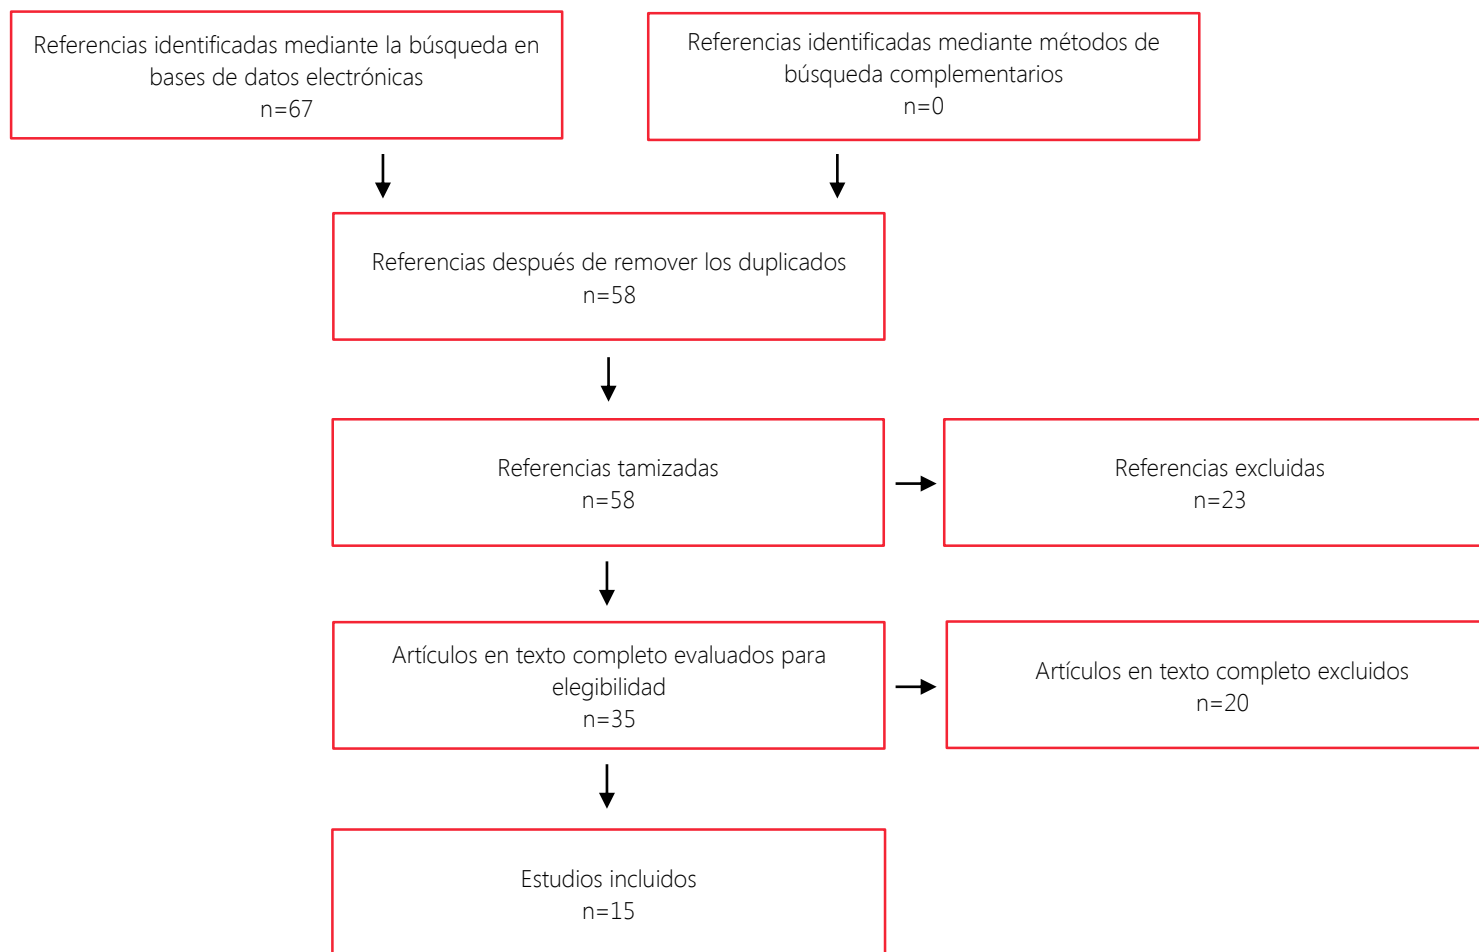 Referencias identificadas mediante la búsqueda en
bases de datos electrónicas
n=67
Referencias identificadas mediante métodos de
búsqueda complementarios
n=0
Referencias después de remover los duplicados
n=58
Referencias tamizadas
n=58
Referencias excluidas
n=23
Artículos en texto completo evaluados para
elegibilidad
n=35
Artículos en texto completo excluidos
n=20
Estudios incluidos
n=15